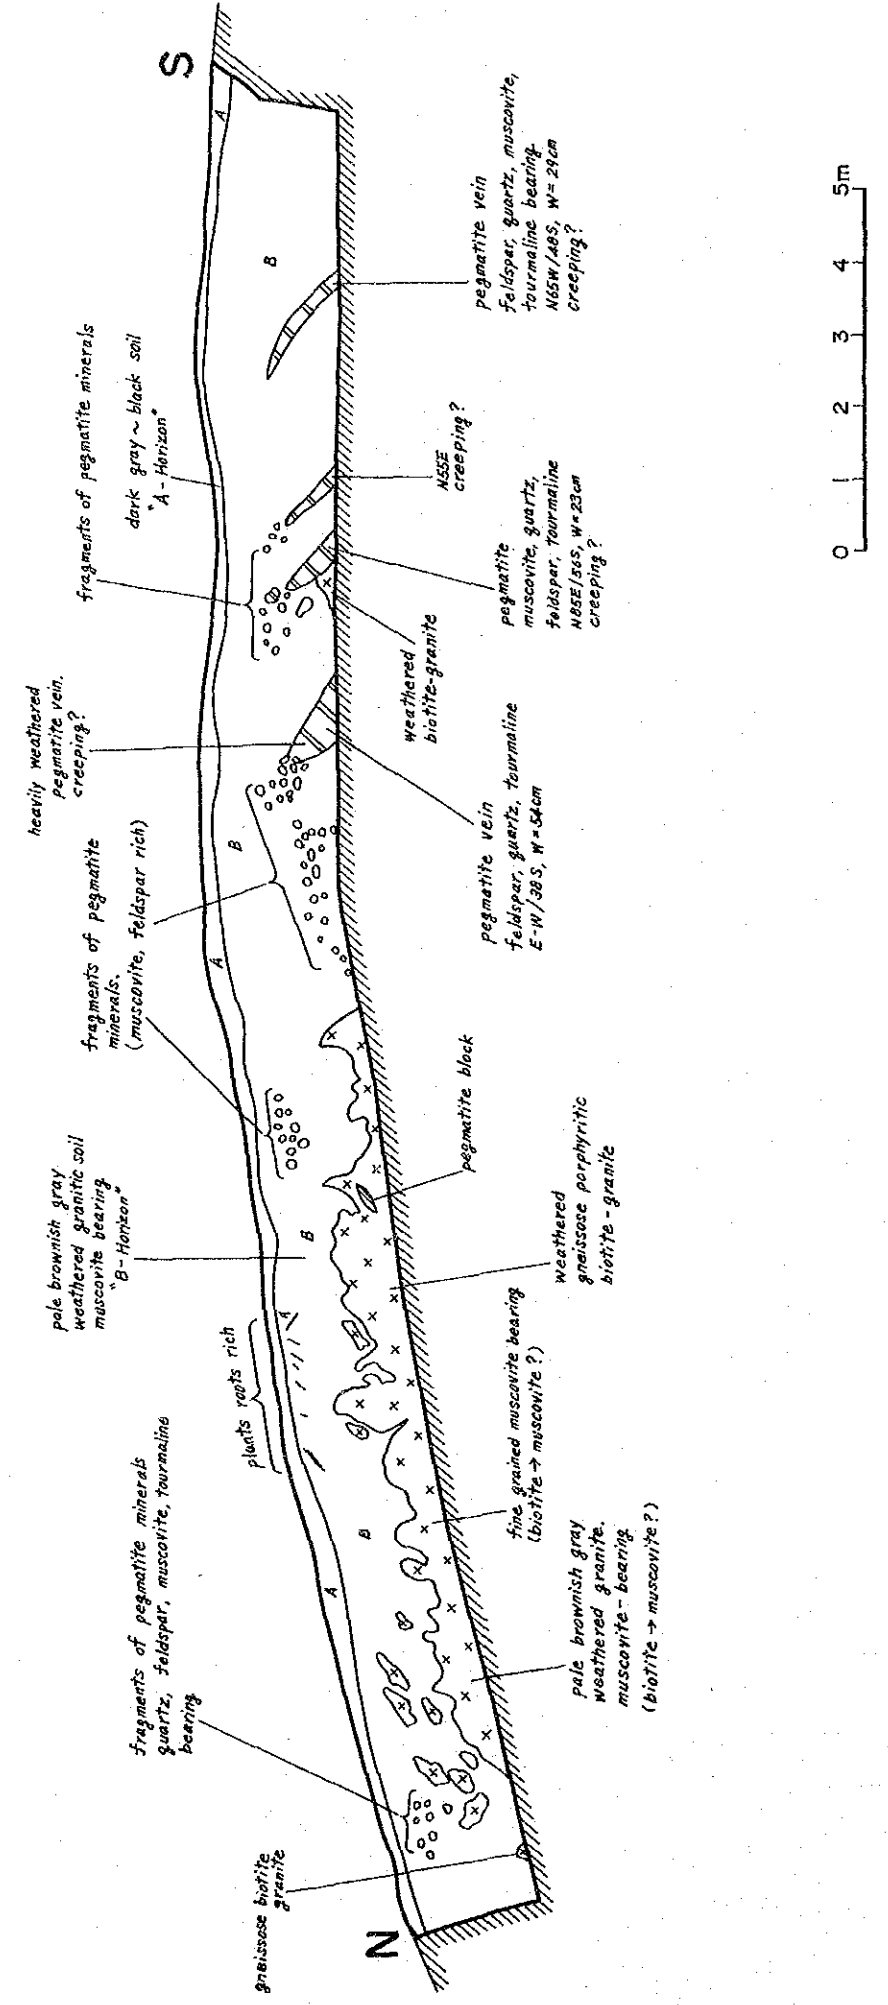 N
S
gneissose biotite
granite
fragments of pegmatite minerals
quartz, feldspar, muscovite, tourmaline
bearing
plants roots rich
pale brownish gray
weathered granitic soil
muscovite bearing
"B-Horizon"
fragments of pegmatite
minerals.
(muscovite, feldspar rich)
heavily weathered
pegmatite vein.
creeping?
fragments of pegmatite minerals
dark gray ~ black soil
"A-Horizon"
A
A
A
A
B
B
B
B
pale brownish gray
weathered granite.
muscovite-bearing
(biotite → muscovite?)
fine grained muscovite bearing
(biotite → muscovite?)
weathered
gneissose porphyritic
biotite-granite
pegmatite block
pegmatite vein
feldspar, quartz, tourmaline
E-W/38S, W=54cm
weathered
biotite-granite
pegmatite
muscovite, quartz,
feldspar, tourmaline
N85E/56S, W=23cm
creeping?
N55E
creeping?
pegmatite vein
feldspar, quartz, muscovite,
tourmaline bearing
N65W/48S, W=29cm
creeping?
0 1 2 3 4 5m